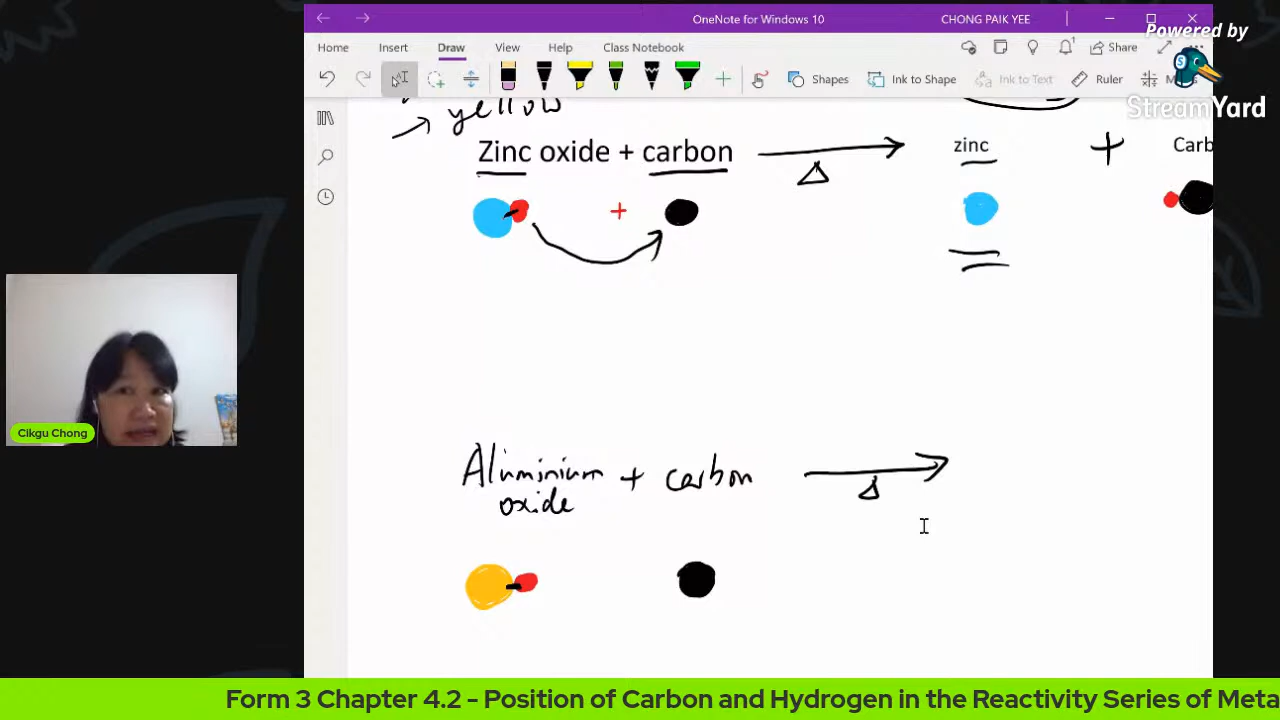 OneNote for Windows 10
CHONG PAIK YEE
Powered by
Home Insert Draw View Help Class Notebook
Share
Shapes Ink to Shape Ink to Text Ruler
StreamYard
→ yellow
Zinc oxide + carbon → zinc + Carb
Δ
+
Aluminium + carbon →
oxide Δ
Cikgu Chong
Form 3 Chapter 4.2 - Position of Carbon and Hydrogen in the Reactivity Series of Meta